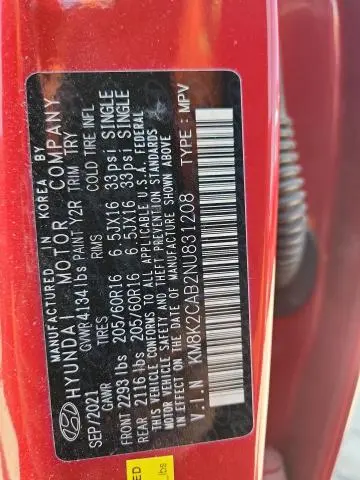 MANUFACTURED IN KOREA BY
HYUNDAI MOTOR COMPANY
GVWR 4134 lbs PAINT Y2R TRIM TRY
SEP/2021 TIRES RIMS COLD TIRE INFL
GAWR
FRONT 2293 lbs 205/60R16 6.5JX16 33psi SINGLE
REAR 2116 lbs 205/60R16 6.5JX16 33psi SINGLE
THIS VEHICLE CONFORMS TO ALL APPLICABLE U.S.A. FEDERAL
MOTOR VEHICLE SAFETY AND THEFT PREVENTION STANDARDS
IN EFFECT ON THE DATE OF MANUFACTURE SHOWN ABOVE
V.I.N KM8K2CAB2NU831208 TYPE : MPV